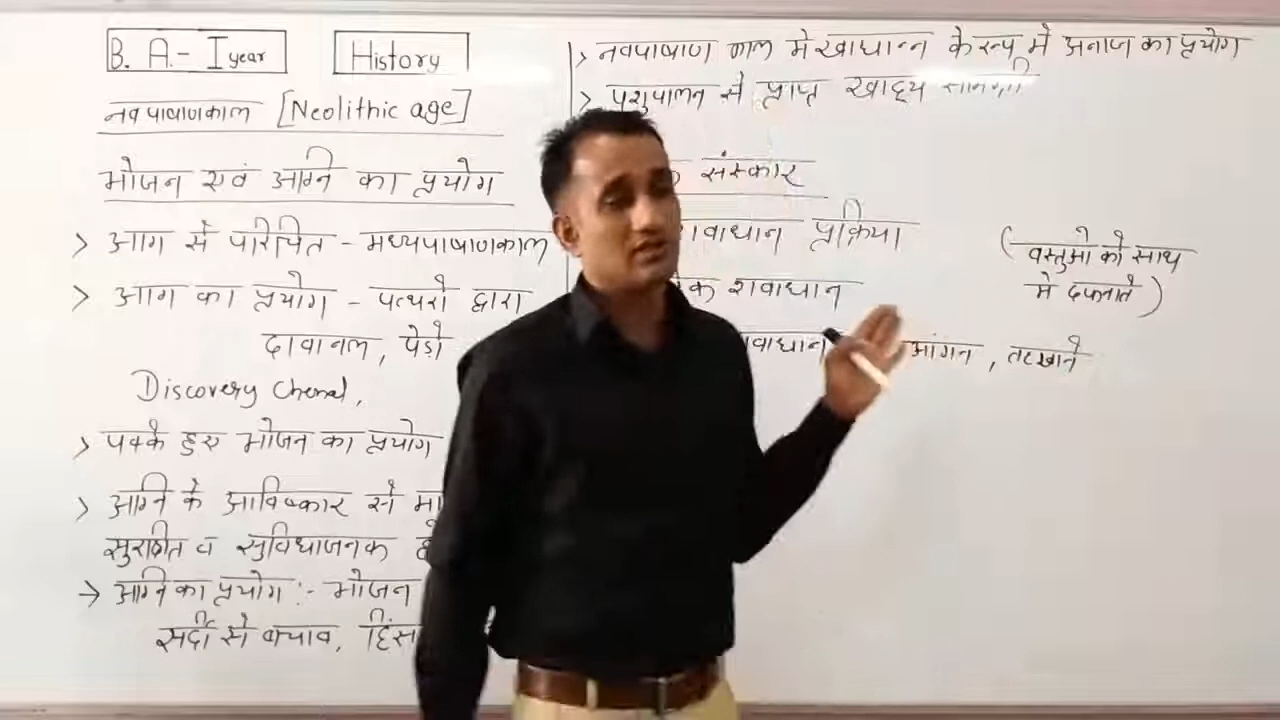 B. A.- I year
History
नवपाषाणकाल [Neolithic age]
भोजन एवं अग्नि का प्रयोग
> आग से परिचित - मध्यपाषाणकाल
> आग का प्रयोग - पत्थरो द्वारा
दावानल, पेड़ो
Discovery Chenal,
> पक्के हुए भोजन का प्रयोग
> अग्नि के आविष्कार से
सुरक्षित व सुविधाजनक
→ अग्नि का प्रयोग :- भोजन
सर्दी से बचाव,
> नवपाषाण काल मे खाधान्न के रूप में अनाज का प्रयोग
> पशुपालन से प्राप्त खाद्य सामग्री
संस्कार
प्रक्रिया
शवाधान
आंगन, तहखाने
(वस्तुओ को साथ
मे दफनाते)